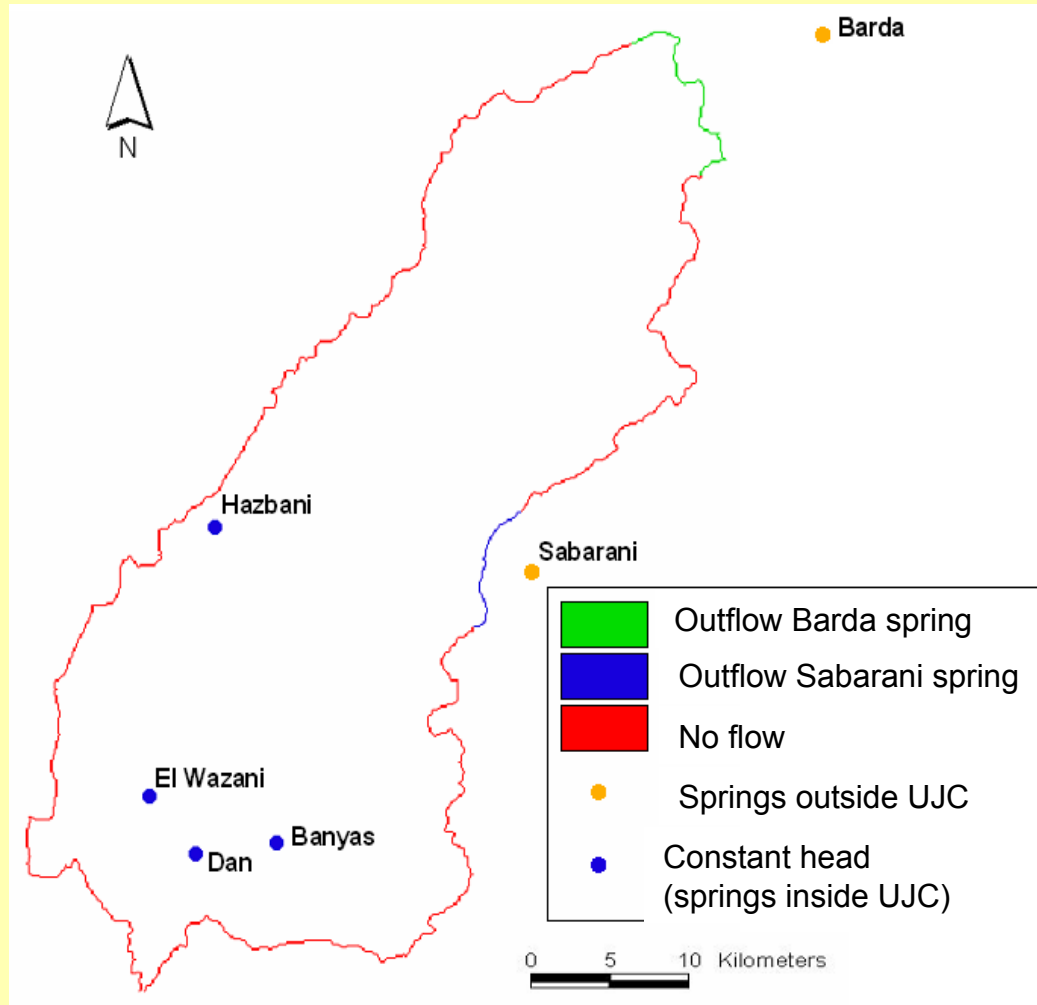 Barda
N
Hazbani
Sabarani
Outflow Barda spring
Outflow Sabarani spring
No flow
Springs outside UJC
Constant head
(springs inside UJC)
El Wazani
Banyas
Dan
0 5 10 Kilometers